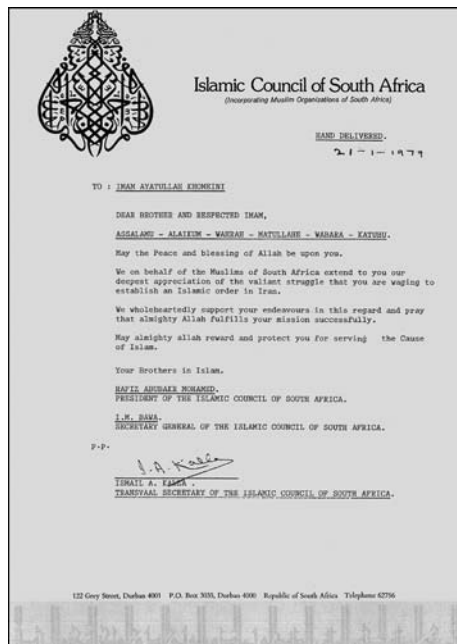 Islamic Council of South Africa
(Incorporating Muslim Organizations of South Africa)
HAND DELIVERED.
21-1-1979
TO : IMAM AYATULLAH KHOMEINI
DEAR BROTHER AND RESPECTED IMAM,
ASSALAMU - ALAIKUM - WAHRAH - MATULLAHE - WABARA - KATUHU.
May the Peace and blessing of Allah be upon you.
We on behalf of the Muslims of South Africa extend to you our
deepest appreciation of the valiant struggle that you are waging to
establish an Islamic order in Iran.
We wholeheartedly support your endeavours in this regard and pray
that almighty Allah fulfills your mission successfully.
May almighty allah reward and protect you for serving the Cause
of Islam.
Your Brothers in Islam.
HAFIZ ABUBAKR MOHAMED.
PRESIDENT OF THE ISLAMIC COUNCIL OF SOUTH AFRICA.
I.M. BAWA.
SECRETARY GENERAL OF THE ISLAMIC COUNCIL OF SOUTH AFRICA.
P.P.
I.A. Kalla
ISMAIL A. KALLA .
TRANSVAAL SECRETARY OF THE ISLAMIC COUNCIL OF SOUTH AFRICA.
122 Grey Street, Durban 4001 P.O. Box 3055, Durban 4000 Republic of South Africa Telephone 62786